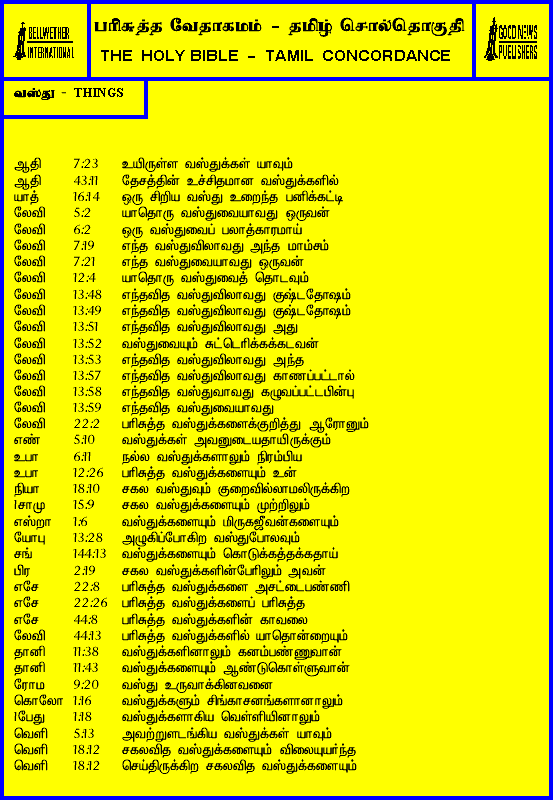 BELLWETHER
INTERNATIONAL
பரிசுத்த வேதாகமம் - தமிழ் சொல்தொகுதி
THE HOLY BIBLE - TAMIL CONCORDANCE
GOOD NEWS
PUBLISHERS
வஸ்து - THINGS
ஆதி 7:23 உயிருள்ள வஸ்துக்கள் யாவும்
ஆதி 43:11 தேசத்தின் உச்சிதமான வஸ்துக்களில்
யாத் 16:14 ஒரு சிறிய வஸ்து உறைந்த பனிக்கட்டி
லேவி 5:2 யாதொரு வஸ்துவையாவது ஒருவன்
லேவி 6:2 ஒரு வஸ்துவைப் பலாத்காரமாய்
லேவி 7:19 எந்த வஸ்துவிலாவது அந்த மாம்சம்
லேவி 7:21 எந்த வஸ்துவையாவது ஒருவன்
லேவி 12:4 யாதொரு வஸ்துவைத் தொடவும்
லேவி 13:48 எந்தவித வஸ்துவிலாவது குஷ்டதோஷம்
லேவி 13:49 எந்தவித வஸ்துவிலாவது குஷ்டதோஷம்
லேவி 13:51 எந்தவித வஸ்துவிலாவது அது
லேவி 13:52 வஸ்துவையும் சுட்டெரிக்கக்கடவன்
லேவி 13:53 எந்தவித வஸ்துவிலாவது அந்த
லேவி 13:57 எந்தவித வஸ்துவிலாவது காணப்பட்டால்
லேவி 13:58 எந்தவித வஸ்துவாவது கழுவப்பட்டபின்பு
லேவி 13:59 எந்தவித வஸ்துவையாவது
லேவி 22:2 பரிசுத்த வஸ்துக்களைக்குறித்து ஆரோனும்
எண் 5:10 வஸ்துக்கள் அவனுடையதாயிருக்கும்
உபா 6:11 நல்ல வஸ்துக்களாலும் நிரம்பிய
உபா 12:26 பரிசுத்த வஸ்துக்களையும் உன்
நியா 18:10 சகல வஸ்துவும் குறைவில்லாமலிருக்கிற
1சாமு 15:9 சகல வஸ்துக்களையும் முற்றிலும்
எஸ்றா 1:6 வஸ்துக்களையும் மிருகஜீவன்களையும்
யோபு 13:28 அழுகிப்போகிற வஸ்துபோலவும்
சங் 144:13 வஸ்துக்களையும் கொடுக்கத்தக்கதாய்
பிர 2:19 சகல வஸ்துக்களின்பேரிலும் அவன்
எசே 22:8 பரிசுத்த வஸ்துக்களை அசட்டைபண்ணி
எசே 22:26 பரிசுத்த வஸ்துக்களைப் பரிசுத்த
எசே 44:8 பரிசுத்த வஸ்துக்களின் காவலை
லேவி 44:13 பரிசுத்த வஸ்துக்களில் யாதொன்றையும்
தானி 11:38 வஸ்துக்களினாலும் கனம்பண்ணுவான்
தானி 11:43 வஸ்துக்களையும் ஆண்டுகொள்ளுவான்
ரோம 9:20 வஸ்து உருவாக்கினவனை
கொலோ 1:16 வஸ்துக்களும் சிங்காசனங்களானாலும்
1பேது 1:18 வஸ்துக்களாகிய வெள்ளியினாலும்
வெளி 5:13 அவற்றுளடங்கிய வஸ்துக்கள் யாவும்
வெளி 18:12 சகலவித வஸ்துக்களையும் விலையுயர்ந்த
வெளி 18:12 செய்திருக்கிற சகலவித வஸ்துக்களையும்